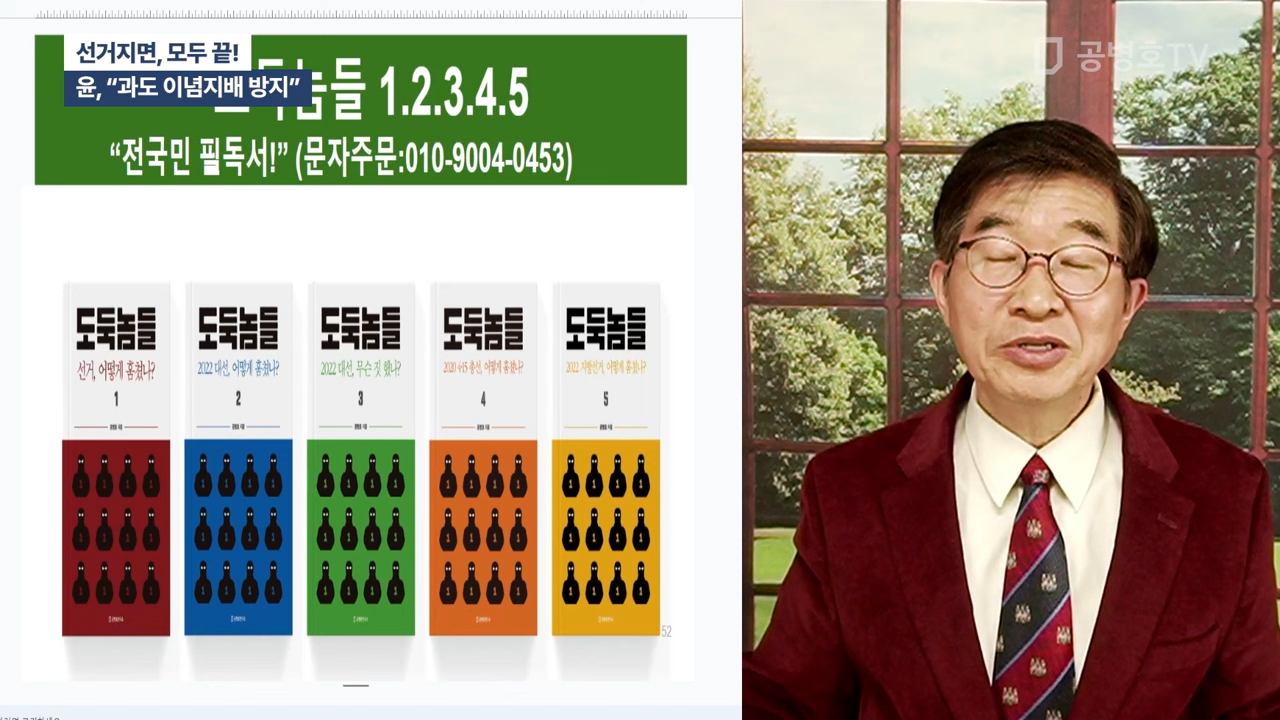 선거지면, 모두 끝!
윤, “과도 이념지배 방지”
놈들 1.2.3.4.5
“전국민 필독서!” (문자주문:010-9004-0453)
공병호TV
도둑놈들
선거, 어떻게 훔쳤나?
1
도둑놈들
2022 대선, 어떻게 훔쳤나?
2
도둑놈들
2022 대선, 무슨 짓 했나?
3
도둑놈들
2020 4·15 총선, 어떻게 훔쳤나?
4
도둑놈들
2022 지방선거, 어떻게 훔쳤나?
5
52